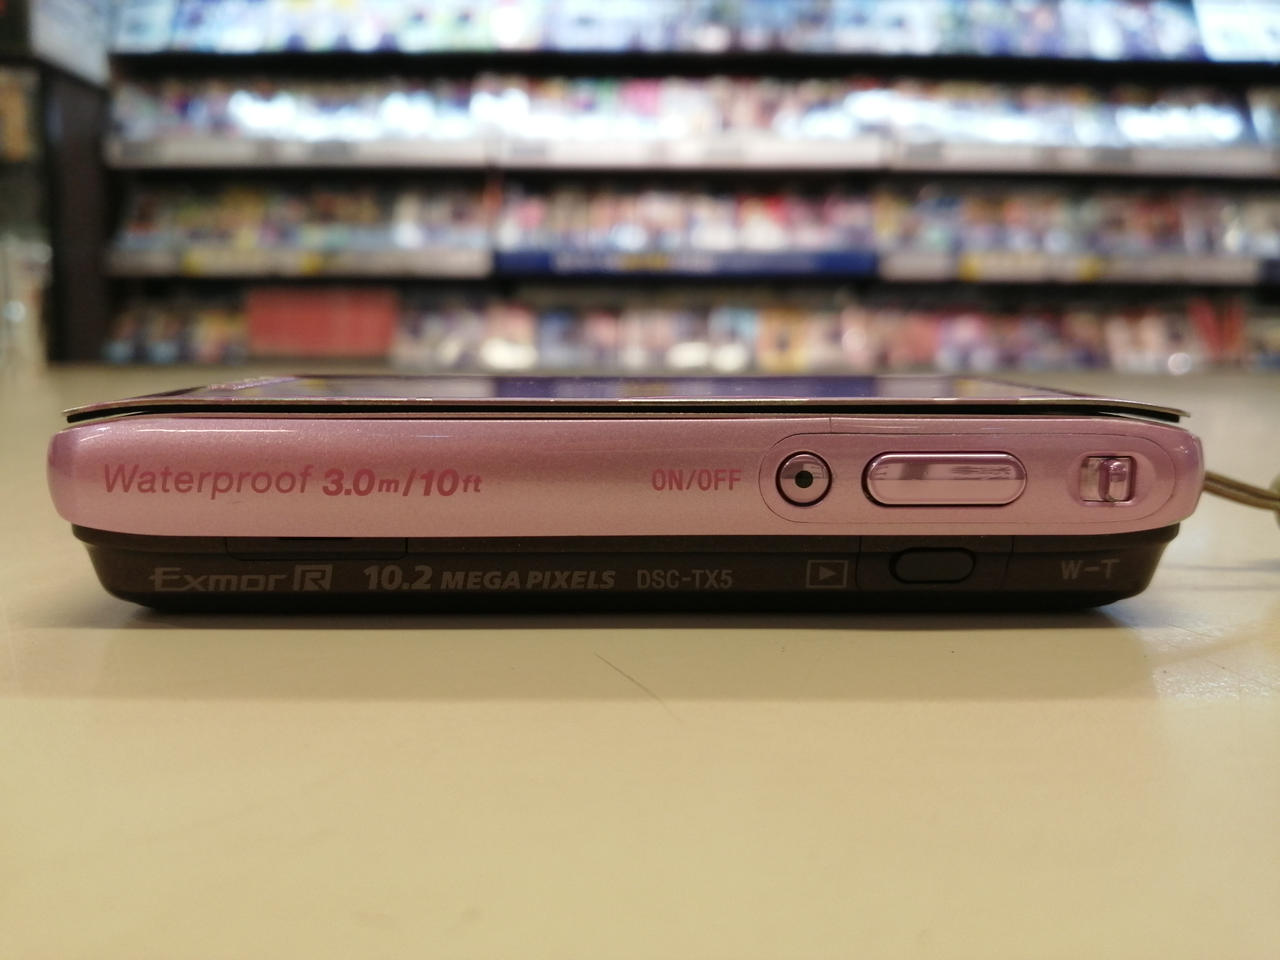 Waterproof 3.0m/10ft ON/OFF
Exmor R 10.2 MEGA PIXELS DSC-TX5 W-T